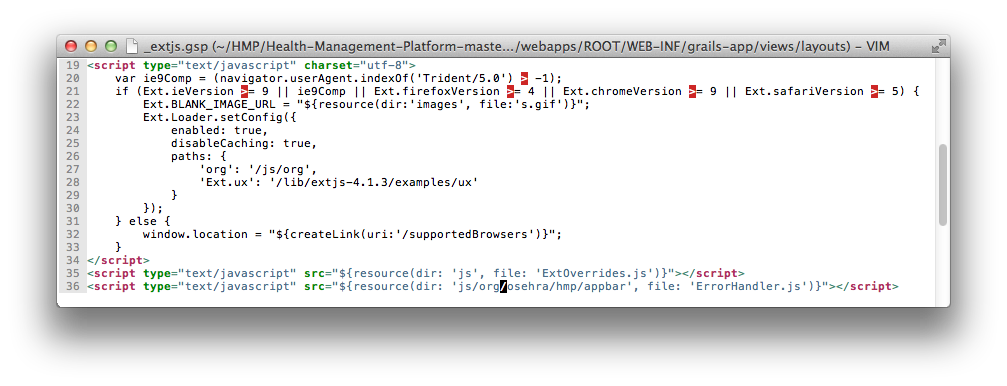 _extjs.gsp (~/HMP/Health-Management-Platform-maste.../webapps/ROOT/WEB-INF/grails-app/views/layouts) - VIM
19 <script type="text/javascript" charset="utf-8">
20     var ie9Comp = (navigator.userAgent.indexOf('Trident/5.0') > -1);
21     if (Ext.ieVersion >= 9 || ie9Comp || Ext.firefoxVersion >= 4 || Ext.chromeVersion >= 9 || Ext.safariVersion >= 5) {
22         Ext.BLANK_IMAGE_URL = "${resource(dir:'images', file:'s.gif')}";
23         Ext.Loader.setConfig({
24             enabled: true,
25             disableCaching: true,
26             paths: {
27                 'org': '/js/org',
28                 'Ext.ux': '/lib/extjs-4.1.3/examples/ux'
29             }
30         });
31     } else {
32         window.location = "${createLink(uri:'/supportedBrowsers')}";
33     }
34 </script>
35 <script type="text/javascript" src="${resource(dir: 'js', file: 'ExtOverrides.js')}"></script>
36 <script type="text/javascript" src="${resource(dir: 'js/org/osehra/hmp/appbar', file: 'ErrorHandler.js')}"></script>